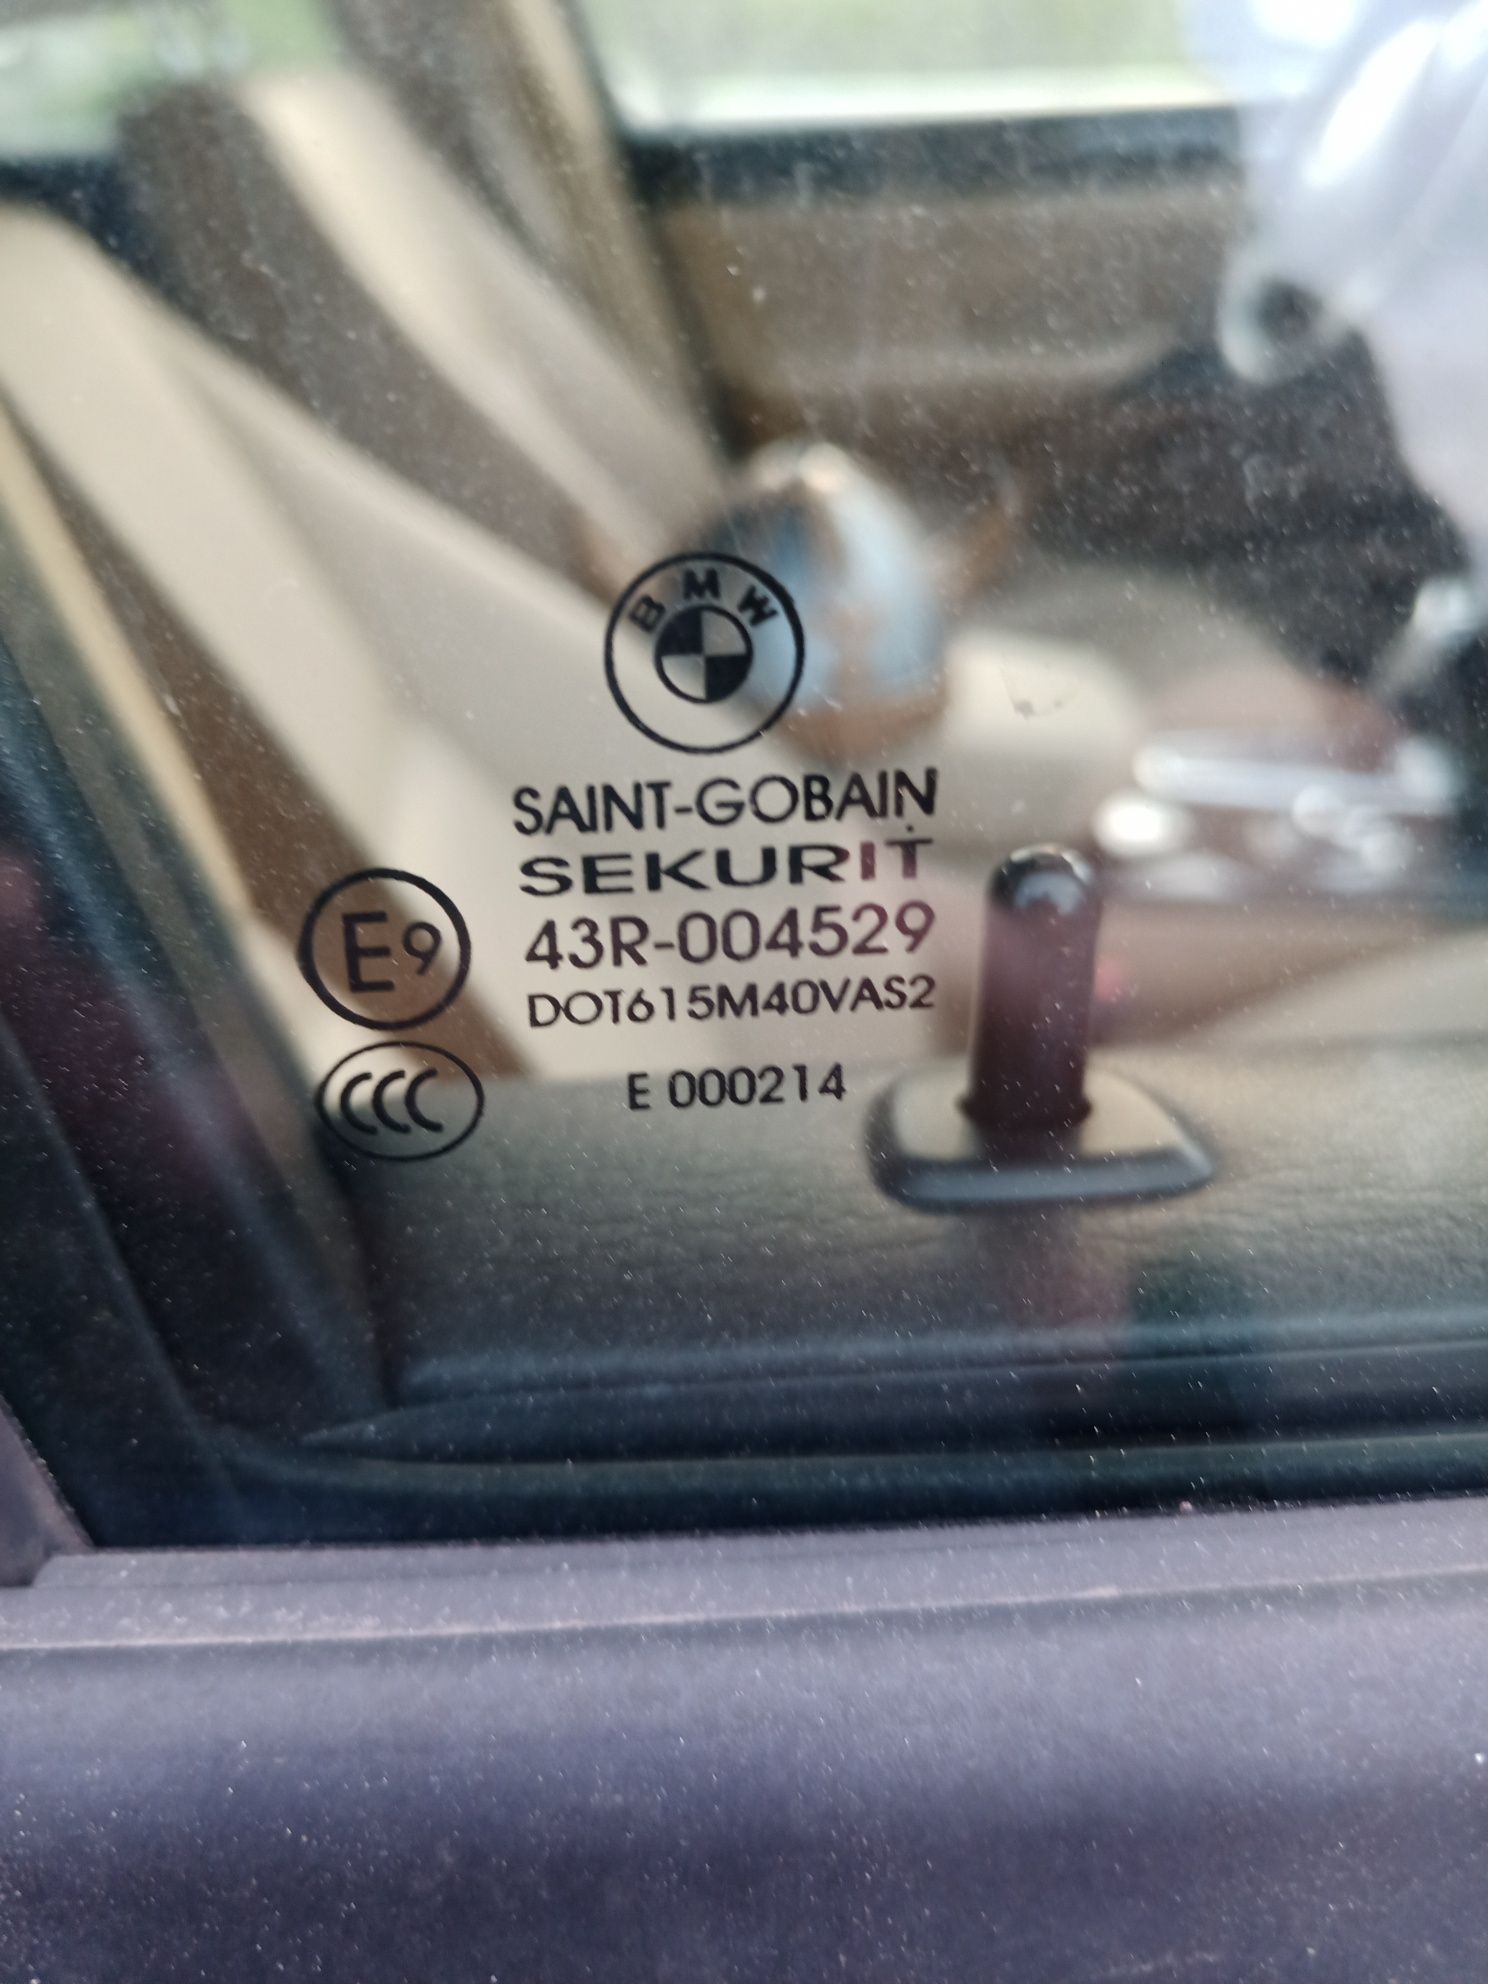 BMW
SAINT-GOBAIN
SEKURIT
E9
43R-004529
DOT615M40VAS2
CCC
E 000214